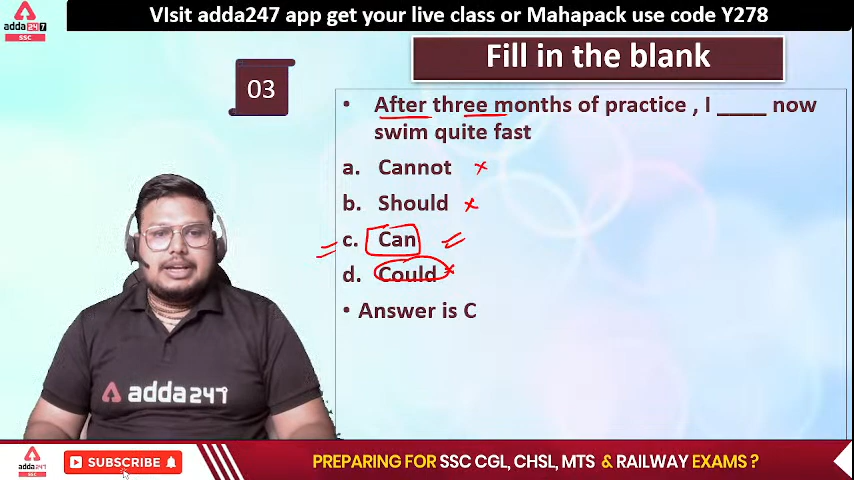 VIsit adda247 app get your live class or Mahapack use code Y278
adda247
SSC
Fill in the blank
03
• After three months of practice , I ____ now
swim quite fast
a. Cannot
b. Should
c. Can
d. Could
• Answer is C
adda247
adda247
SSC
SUBSCRIBE
PREPARING FOR SSC CGL, CHSL, MTS & RAILWAY EXAMS ?